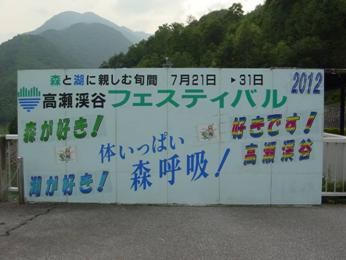 森と湖に親しむ旬間 7月21日 ▸31日
2012
高瀬渓谷フェスティバル
森が好き!
湖が好き!
体いっぱい
森呼吸!
好きです!
高瀬渓谷